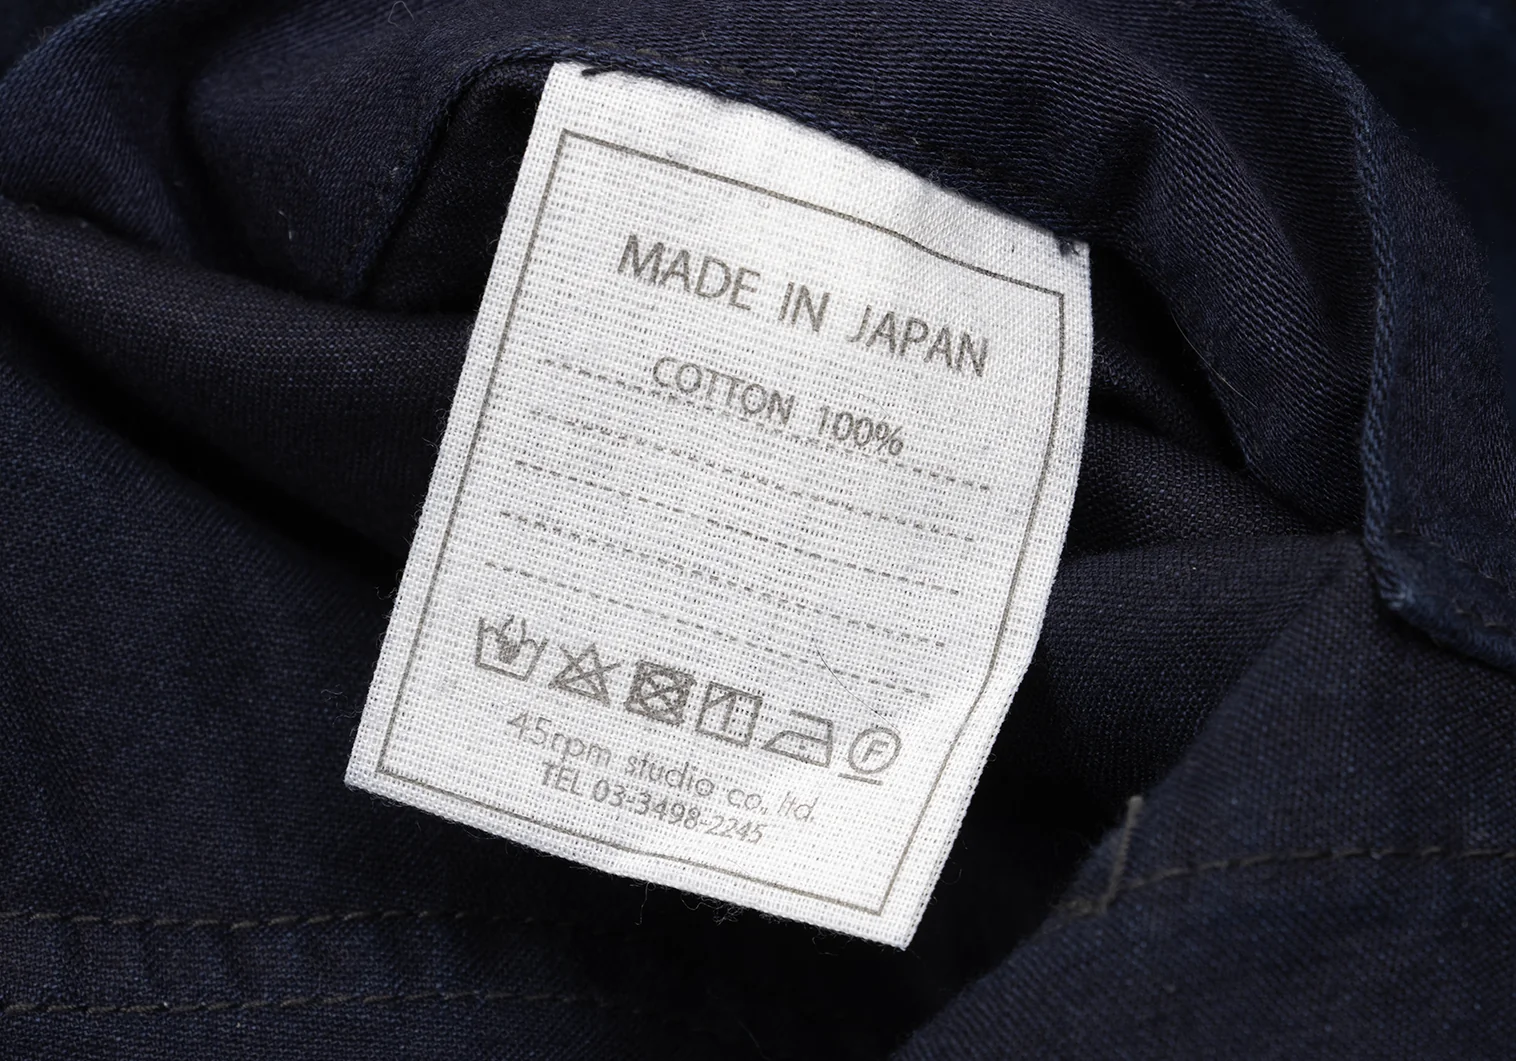 MADE IN JAPAN
COTTON 100%
F
45rpm studio co., ltd.
TEL 03-3498-2245